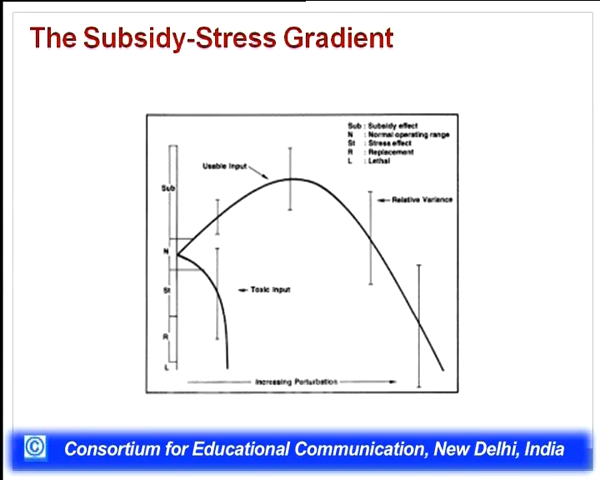 The Subsidy-Stress Gradient
Sub : Subsidy effect
N : Normal operating range
St : Stress effect
R : Replacement
L : Lethal
Usable Input
Sub
Relative Variance
N
St
Toxic Input
R
L
Increasing Perturbation
© Consortium for Educational Communication, New Delhi, India